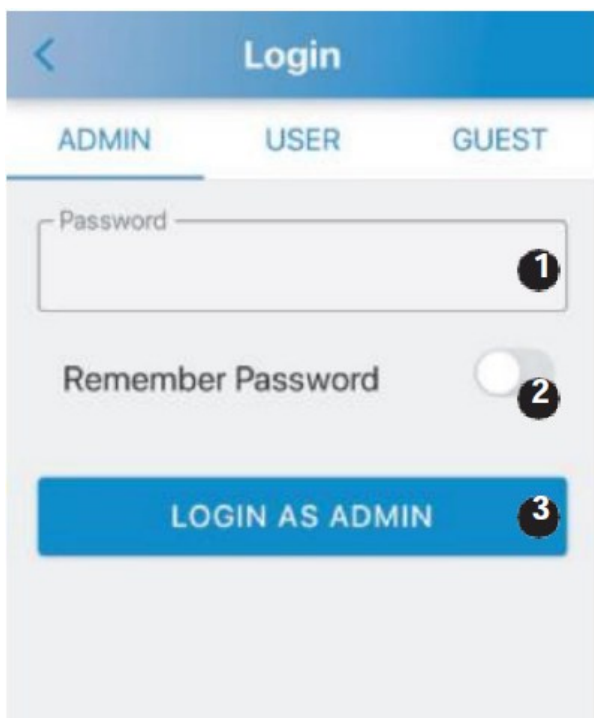 Login
ADMIN USER GUEST
Password
1
Remember Password
2
LOGIN AS ADMIN
3